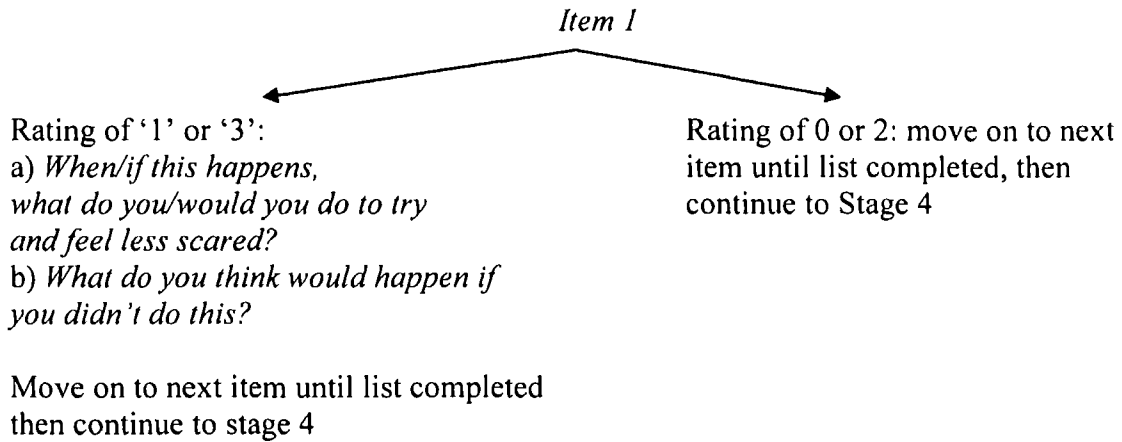 Item 1
Rating of ‘1’ or ‘3’:
a) When/if this happens,
what do you/would you do to try
and feel less scared?
b) What do you think would happen if
you didn’t do this?
Move on to next item until list completed
then continue to stage 4
Rating of 0 or 2: move on to next
item until list completed, then
continue to Stage 4